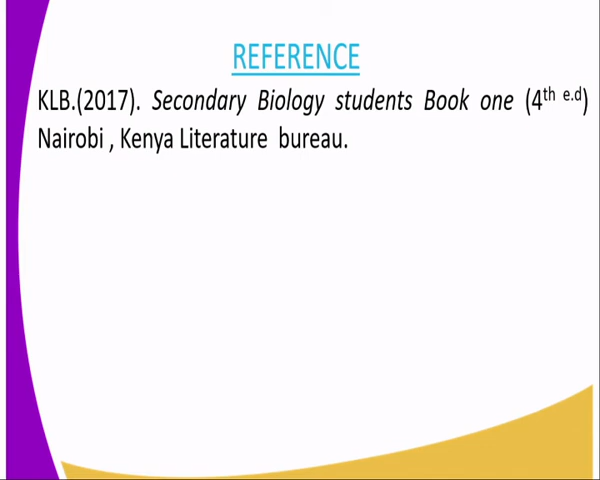 REFERENCE
KLB.(2017). Secondary Biology students Book one (4th e.d)
Nairobi , Kenya Literature bureau.